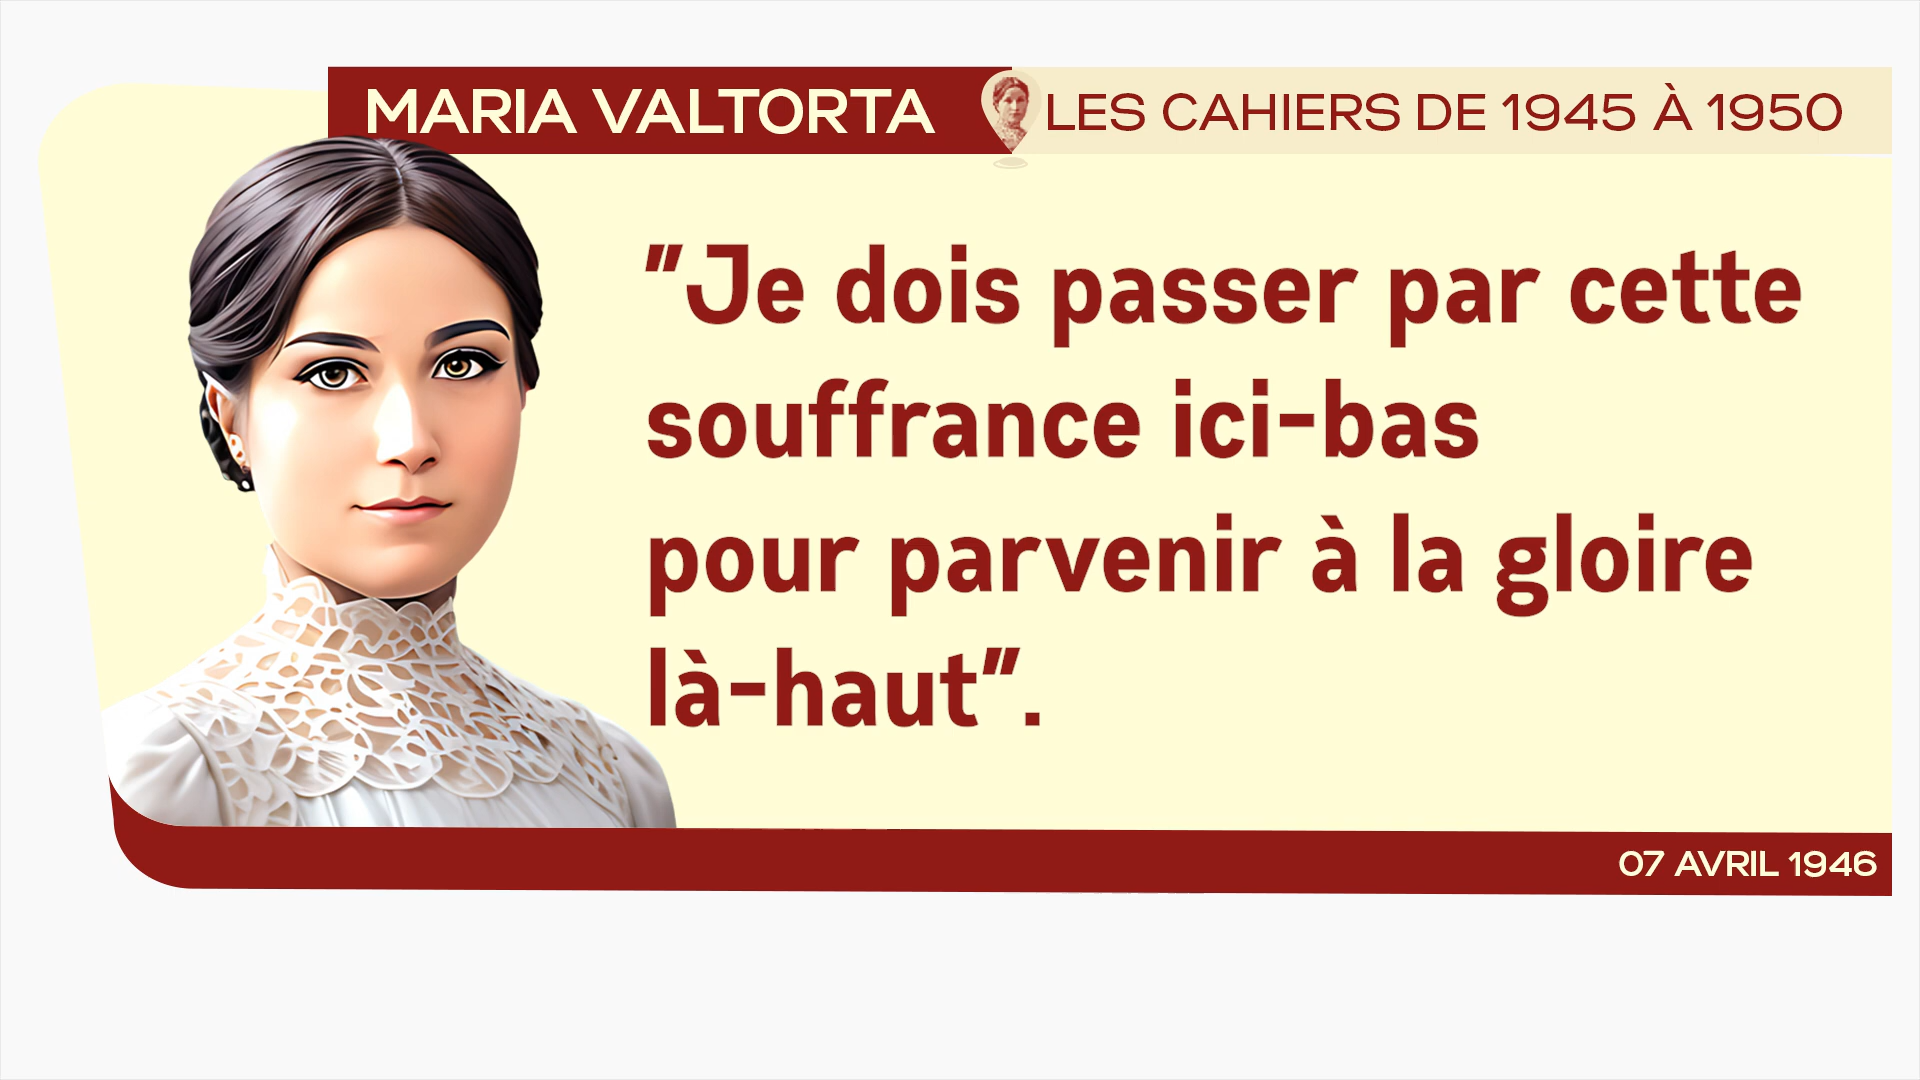 MARIA VALTORTA
LES CAHIERS DE 1945 À 1950
"Je dois passer par cette
souffrance ici-bas
pour parvenir à la gloire
là-haut".
07 AVRIL 1946